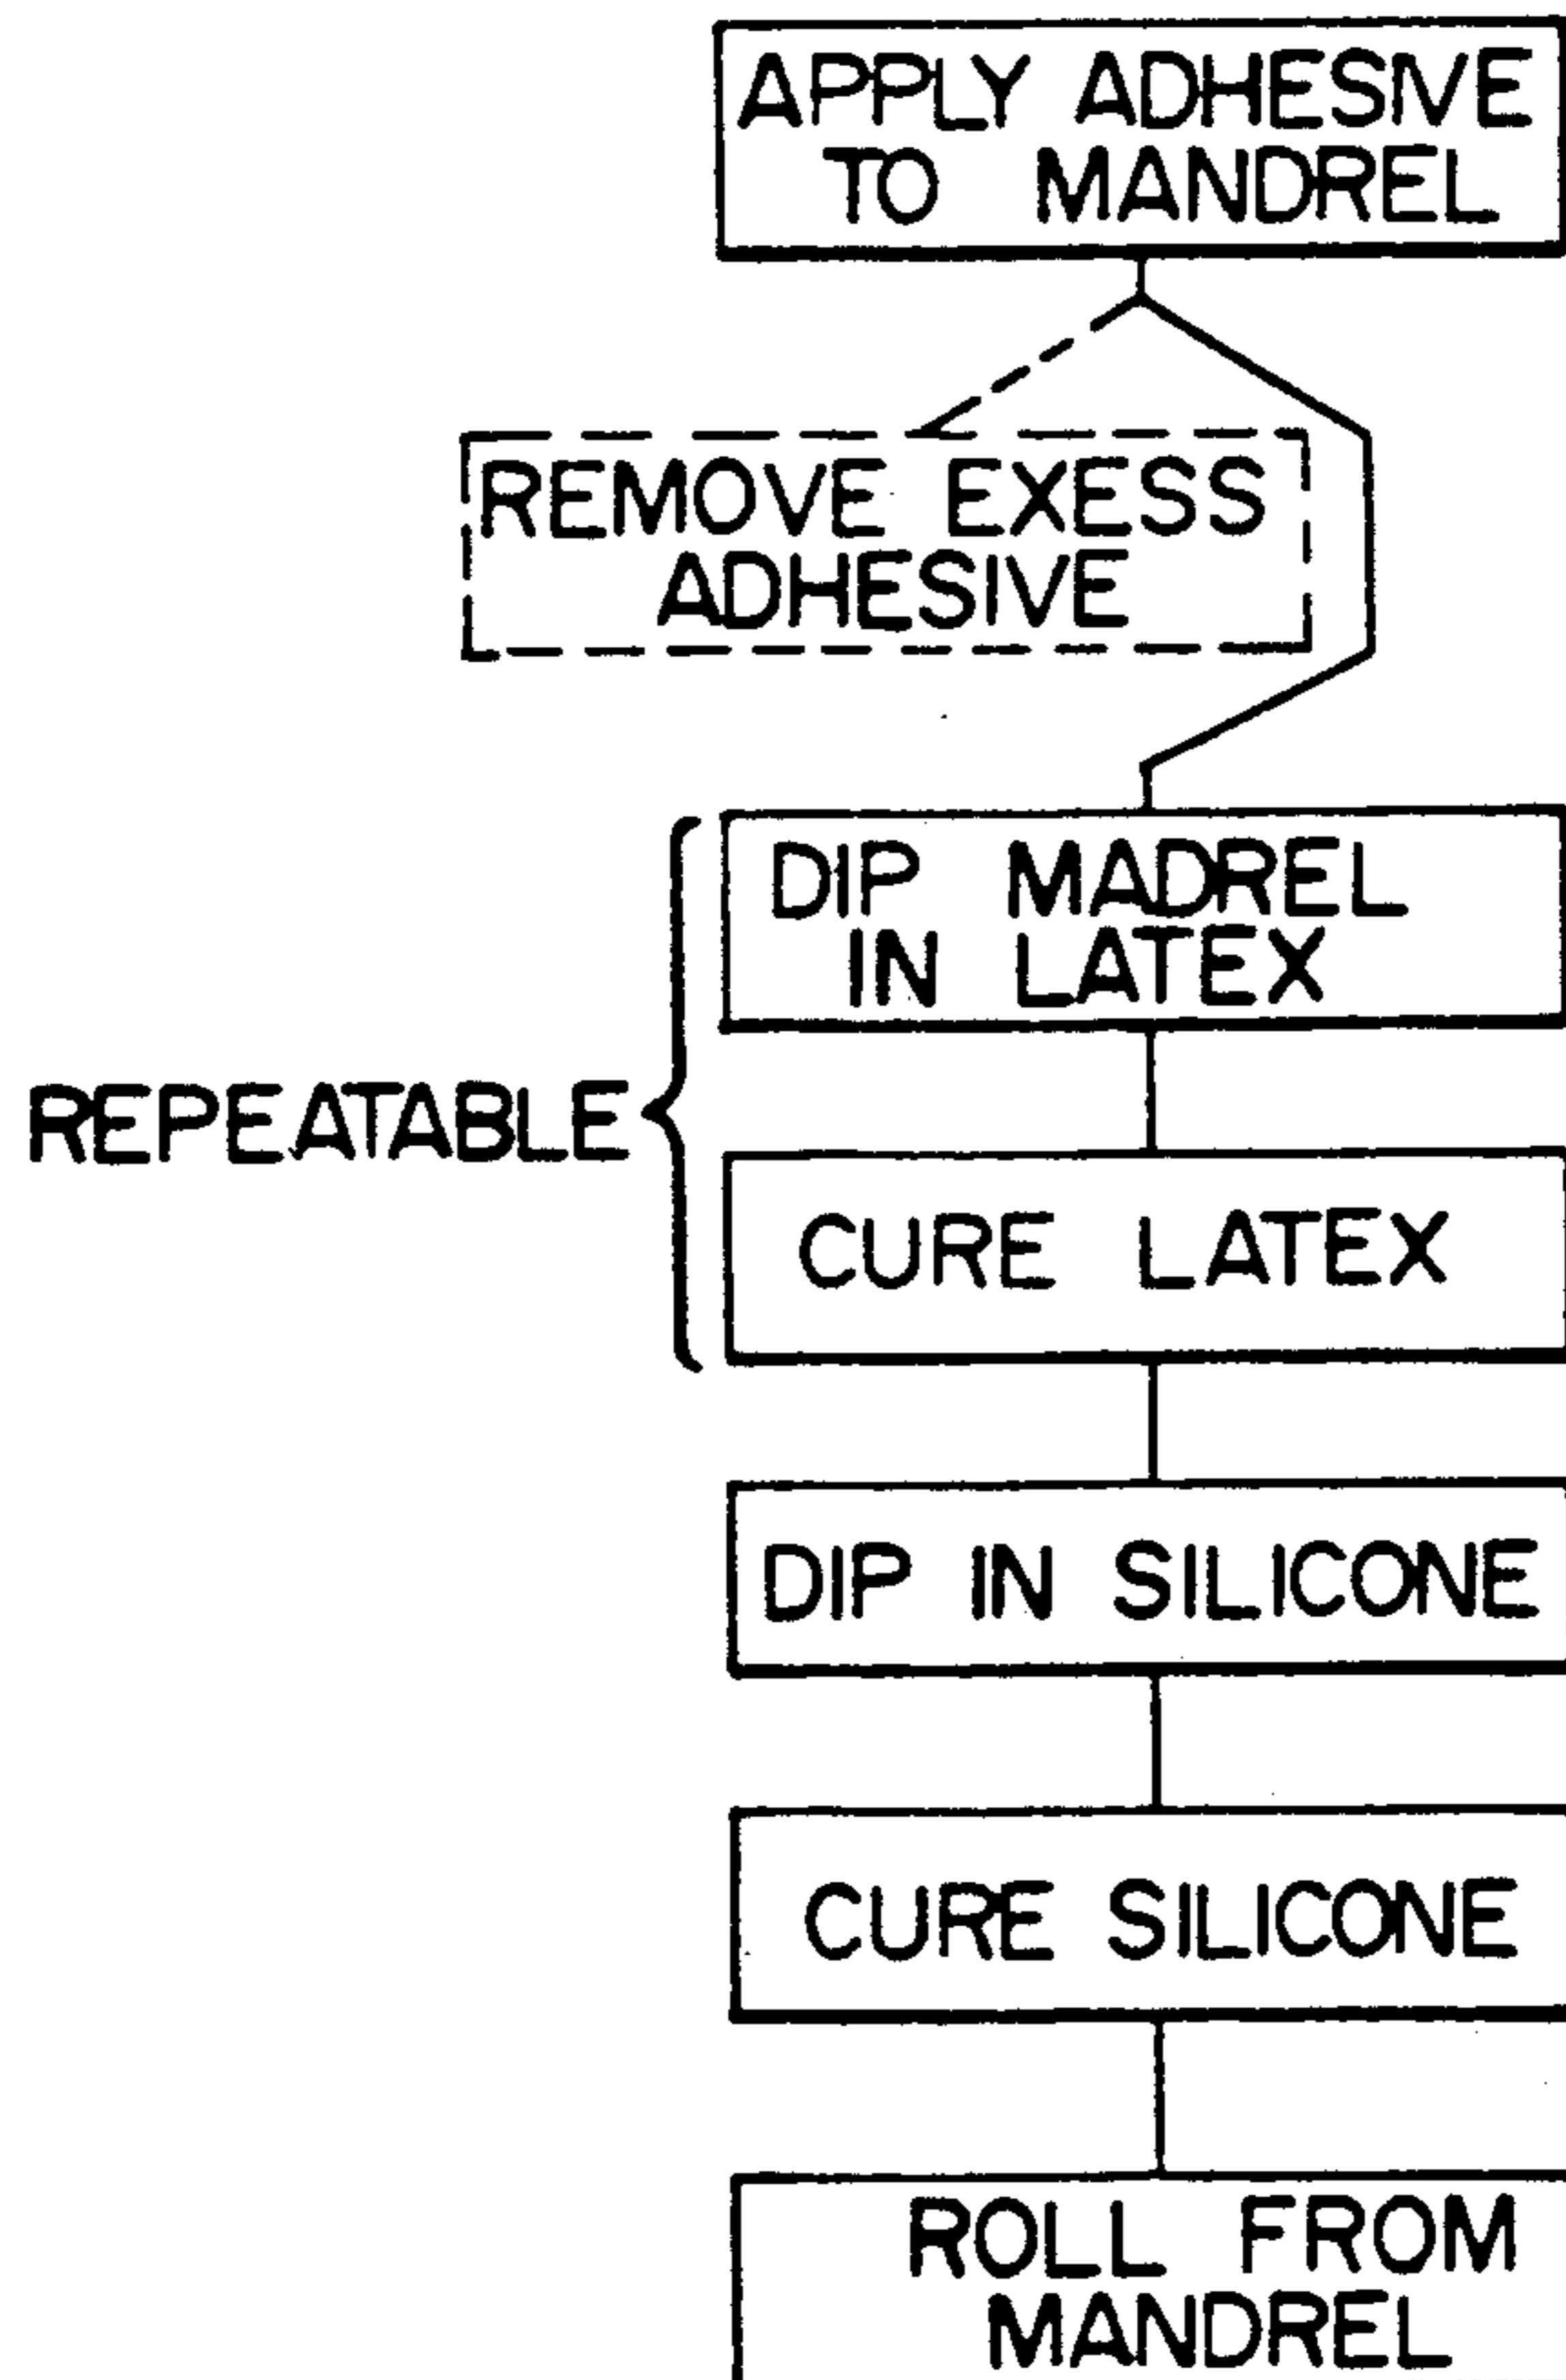 APPLY ADHESIVE
TO MANDREL
REMOVE EXESS
ADHESIVE
DIP MADREL
IN LATEX
REPEATABLE
CURE LATEX
DIP IN SILICONE
CURE SILICONE
ROLL FROM
MANDREL